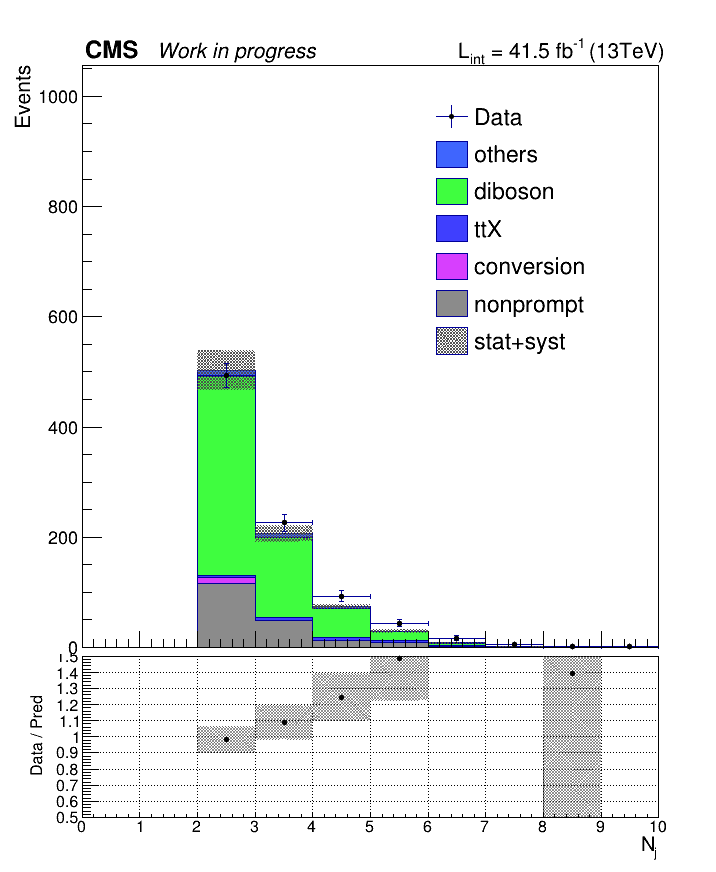 CMS Work in progress L_int = 41.5 fb^-1 (13TeV)
Events
1000
800
600
400
200
0
Data
others
diboson
ttX
conversion
nonprompt
stat+syst
Data / Pred
1.5
1.4
1.3
1.2
1.1
1
0.9
0.8
0.7
0.6
0.5
0 1 2 3 4 5 6 7 8 9 10
N_j